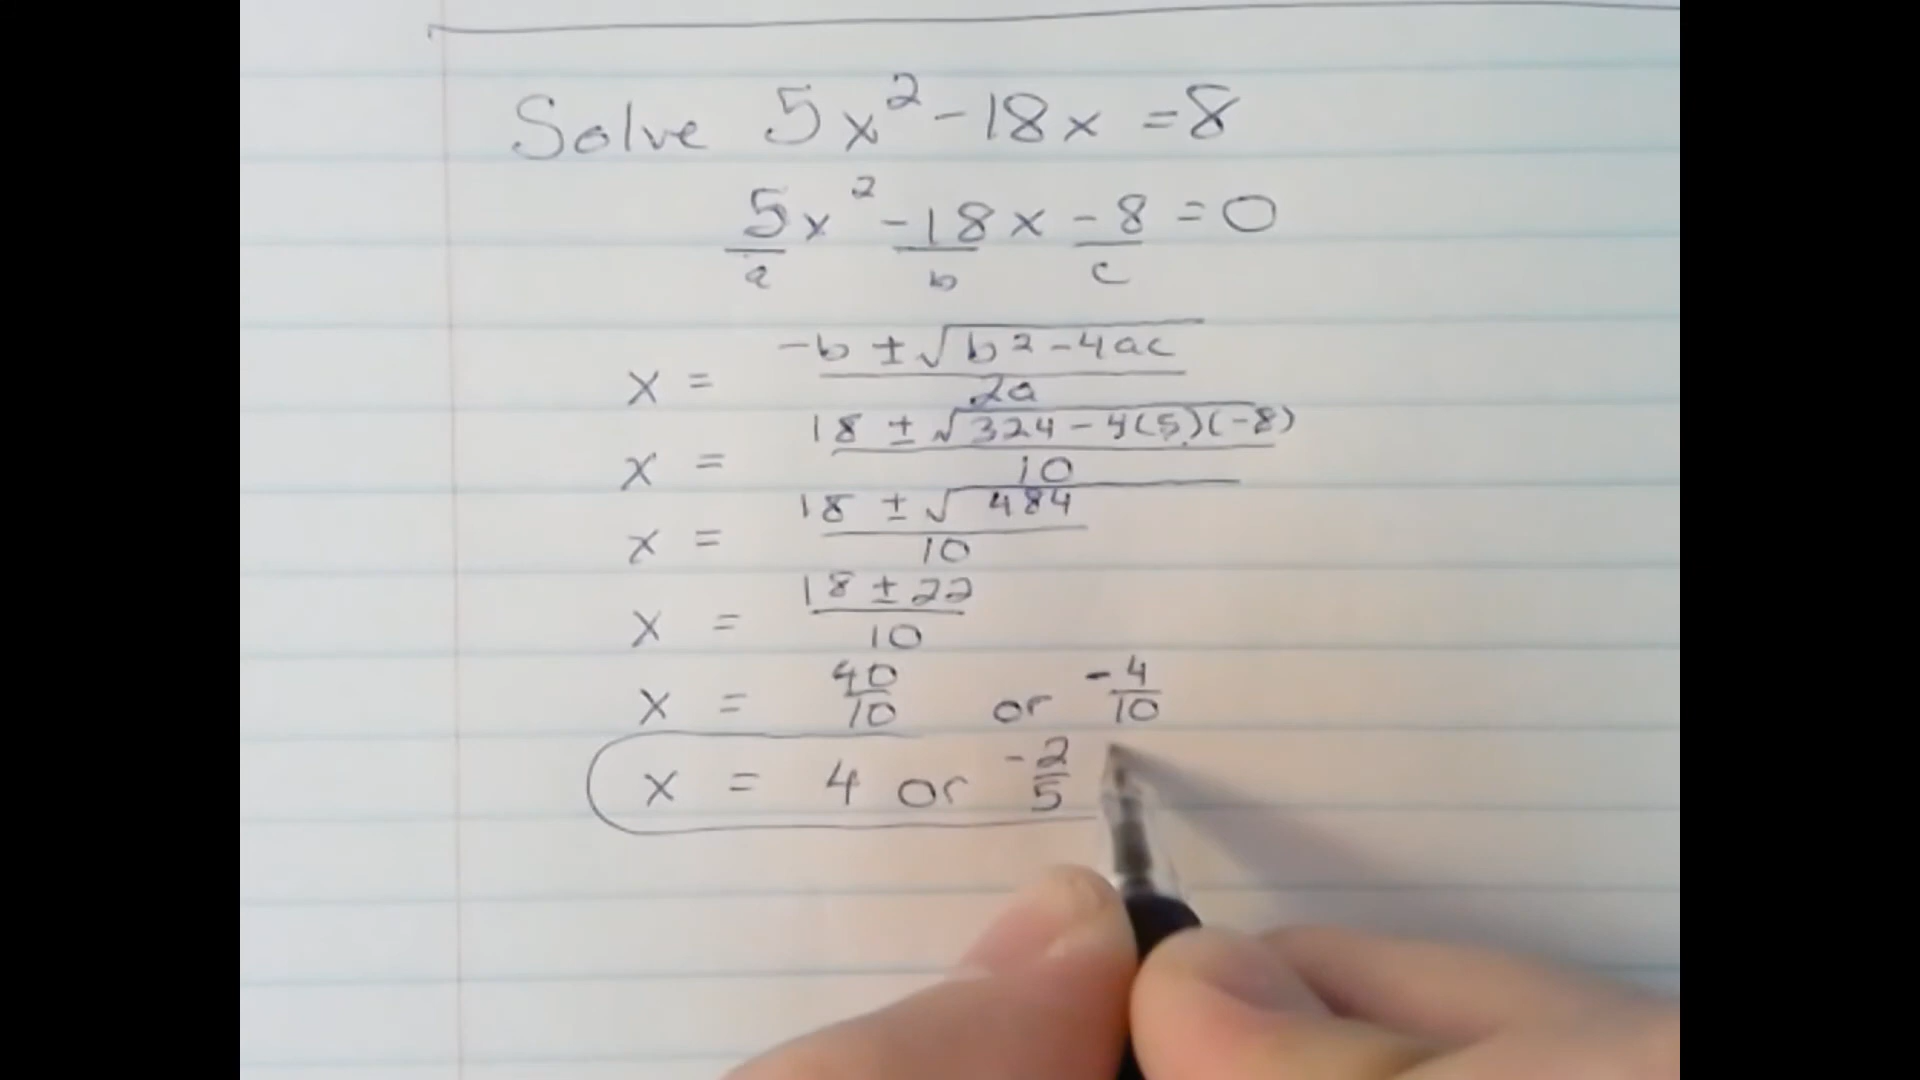 Solve 5x² - 18x = 8
5x² - 18x - 8 = 0
a b c
x = -b ± √b² - 4ac / 2a
x = 18 ± √324 - 4(5)(-8) / 10
x = 18 ± √484 / 10
x = 18 ± 22 / 10
x = 40/10 or -4/10
x = 4 or -2/5